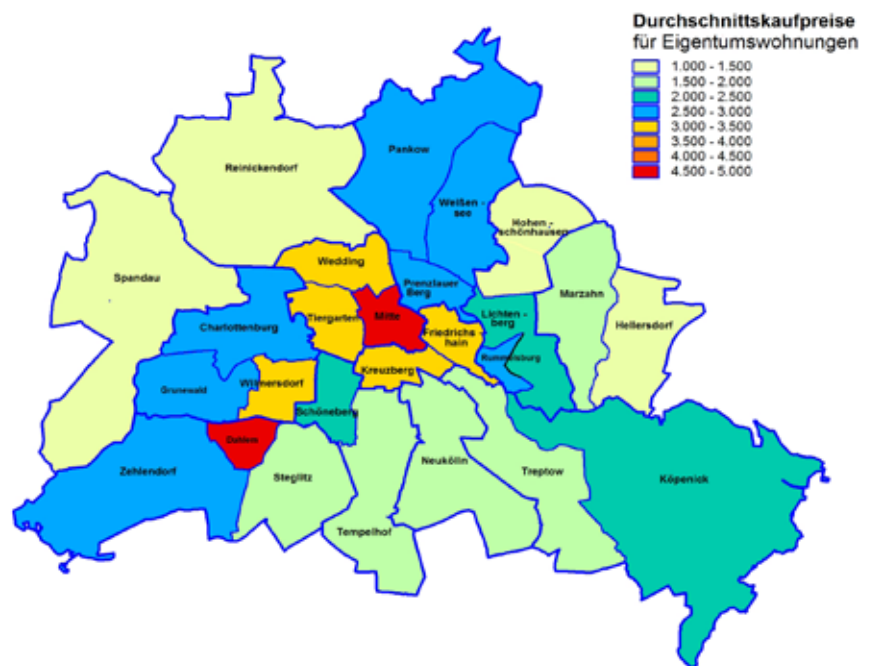 Durchschnittskaufpreise
für Eigentumswohnungen
1.000 - 1.500
1.500 - 2.000
2.000 - 2.500
2.500 - 3.000
3.000 - 3.500
3.500 - 4.000
4.000 - 4.500
4.500 - 5.000
Pankow
Reinickendorf
Weißen -
see
Hohen -
schönhausen
Wedding
Spandau
Prenzlauer
Berg
Marzahn
Tiergarten
Mitte
Lichten -
berg
Charlottenburg
Friedrichs
hain
Hellersdorf
Rummelsburg
Kreuzberg
Grunewald
Wilmersdorf
Schöneberg
Dahlem
Zehlendorf
Steglitz
Neukölln
Treptow
Köpenick
Tempelhof